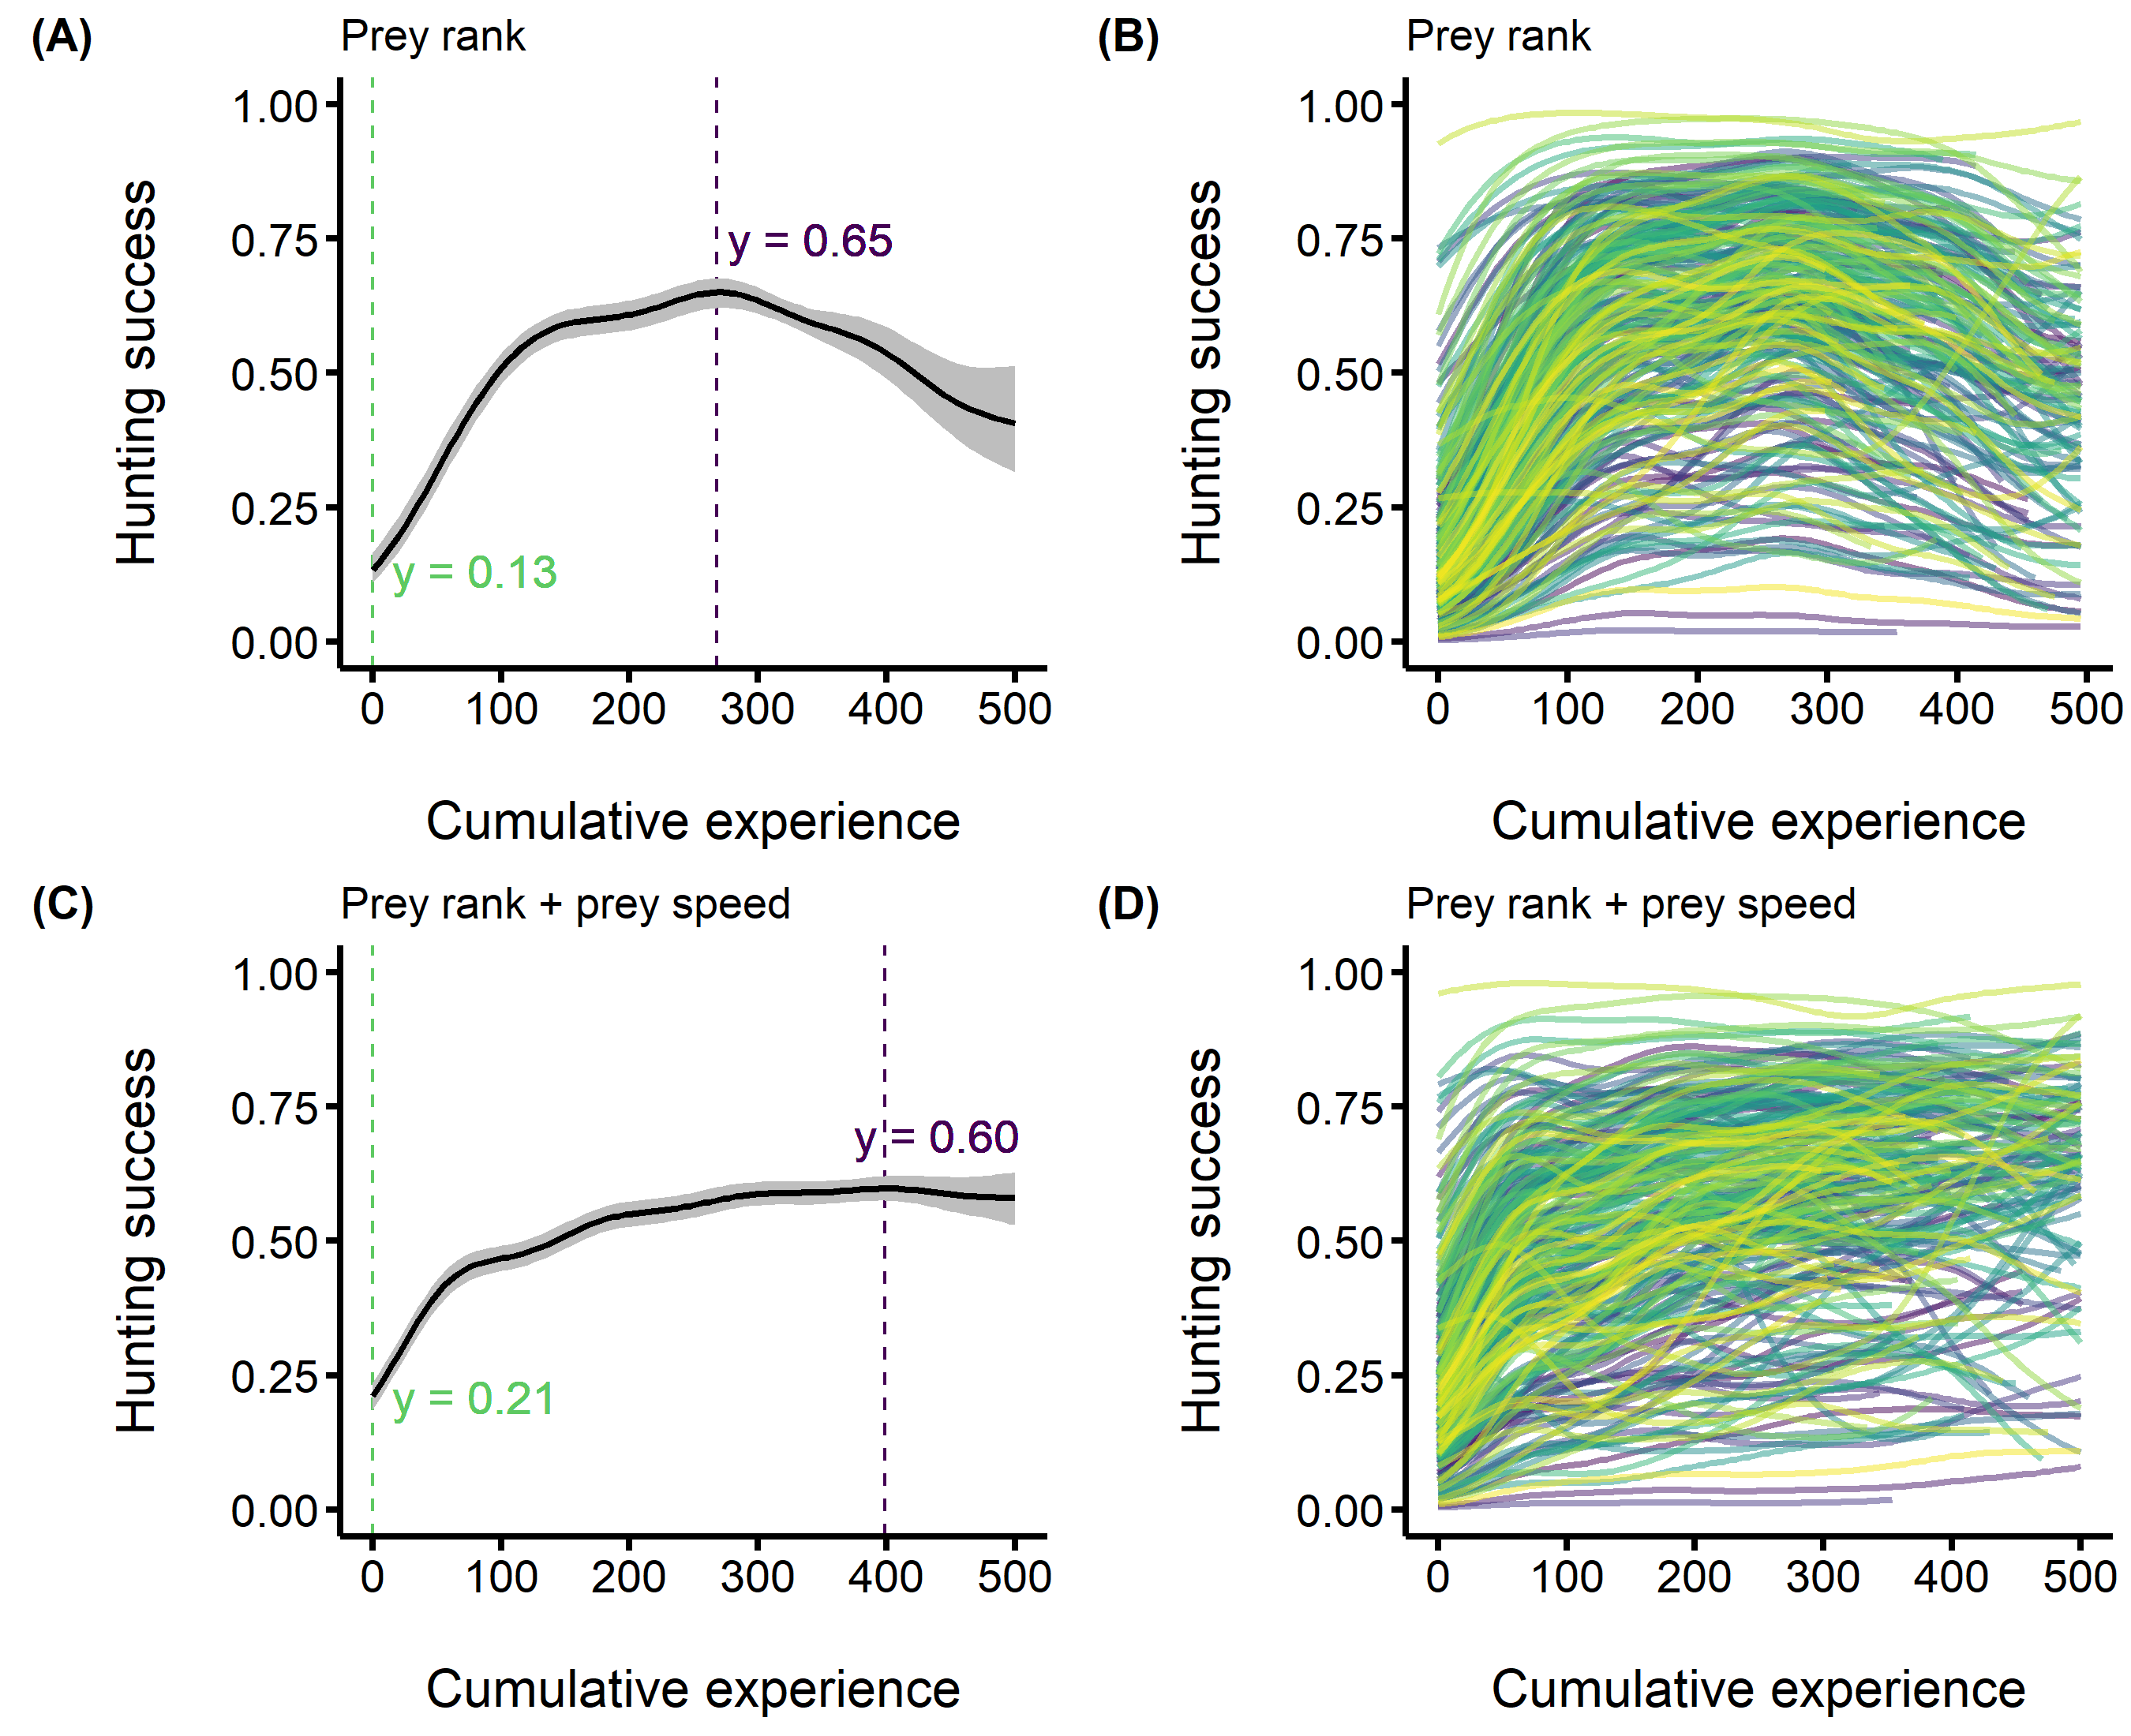 (A)
Prey rank
1.00
0.75
0.50
0.25
0.00
Hunting success
y = 0.65
y = 0.13
0 100 200 300 400 500
Cumulative experience
(B)
Prey rank
1.00
0.75
0.50
0.25
0.00
Hunting success
0 100 200 300 400 500
Cumulative experience
(C)
Prey rank + prey speed
1.00
0.75
0.50
0.25
0.00
Hunting success
y = 0.60
y = 0.21
0 100 200 300 400 500
Cumulative experience
(D)
Prey rank + prey speed
1.00
0.75
0.50
0.25
0.00
Hunting success
0 100 200 300 400 500
Cumulative experience